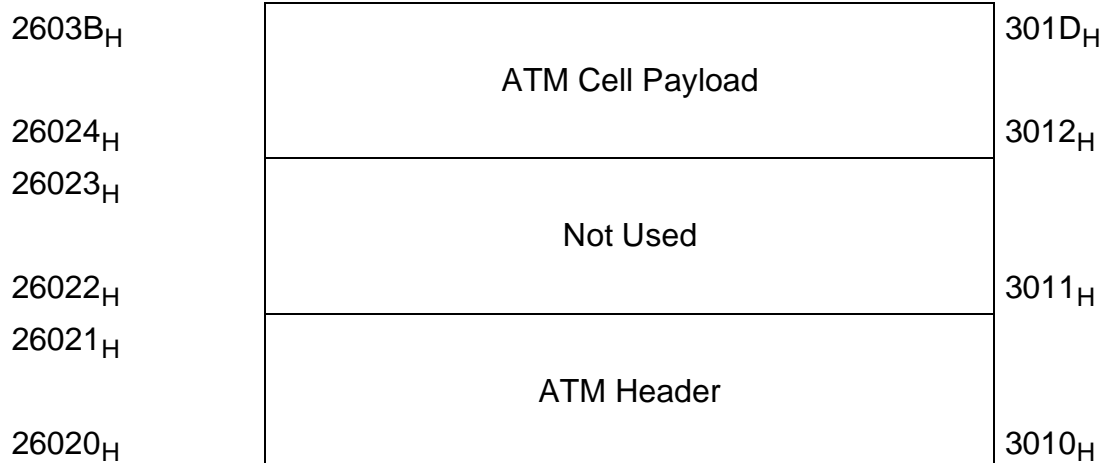 2603BH 301DH
ATM Cell Payload
26024H 3012H
26023H
Not Used
26022H 3011H
26021H
ATM Header
26020H 3010H